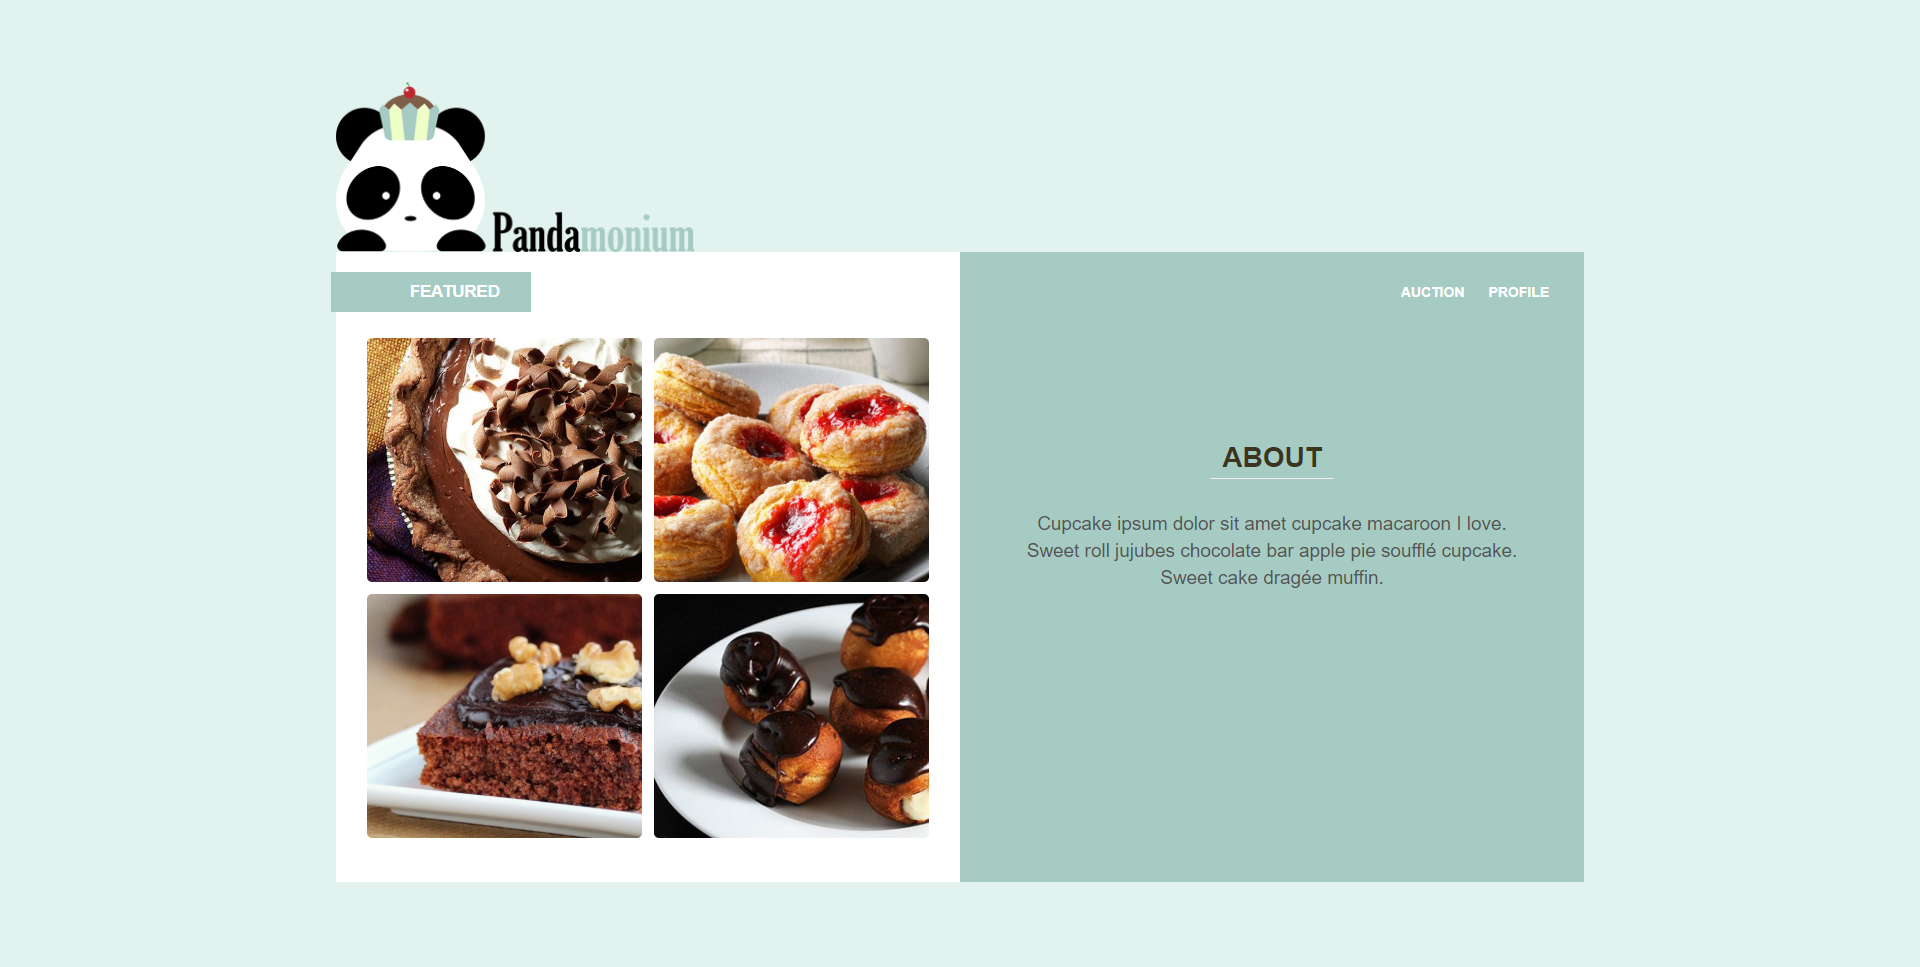 Pandamonium
FEATURED
AUCTION PROFILE
ABOUT
Cupcake ipsum dolor sit amet cupcake macaroon I love.
Sweet roll jujubes chocolate bar apple pie soufflé cupcake.
Sweet cake dragée muffin.